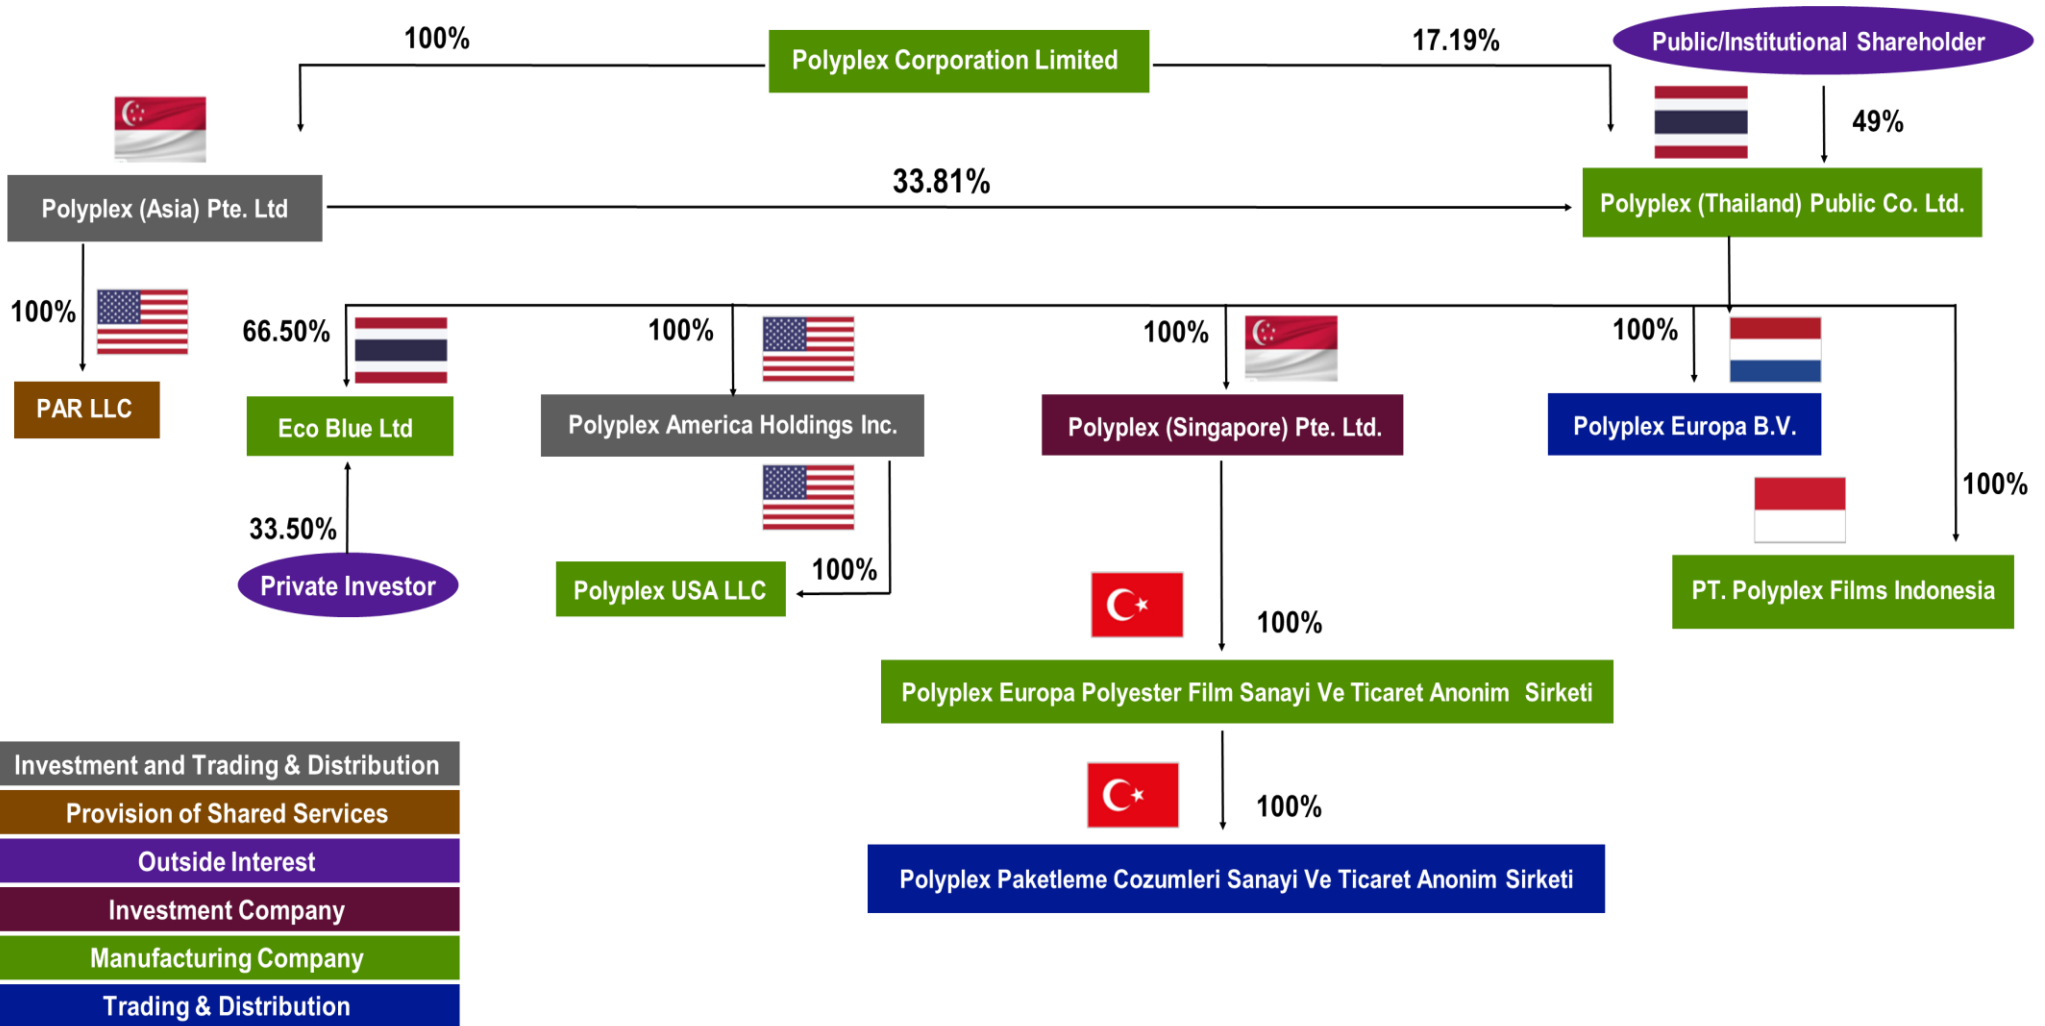 100%
Polyplex Corporation Limited
17.19%
Public/Institutional Shareholder
49%
Polyplex (Asia) Pte. Ltd
33.81%
Polyplex (Thailand) Public Co. Ltd.
100%
66.50%
100%
100%
100%
PAR LLC
Eco Blue Ltd
Polyplex America Holdings Inc.
Polyplex (Singapore) Pte. Ltd.
Polyplex Europa B.V.
100%
33.50%
Private Investor
Polyplex USA LLC
100%
PT. Polyplex Films Indonesia
100%
Polyplex Europa Polyester Film Sanayi Ve Ticaret Anonim Sirketi
100%
Polyplex Paketleme Cozumleri Sanayi Ve Ticaret Anonim Sirketi
Investment and Trading & Distribution
Provision of Shared Services
Outside Interest
Investment Company
Manufacturing Company
Trading & Distribution